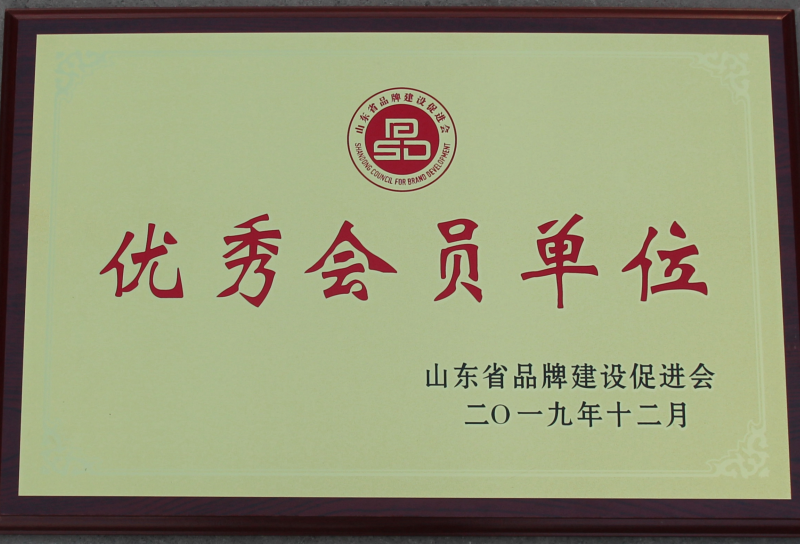 山东省品牌建设促进会
SHANDONG COUNCIL FOR BRAND DEVELOPMENT
优秀会员单位
山东省品牌建设促进会
二〇一九年十二月